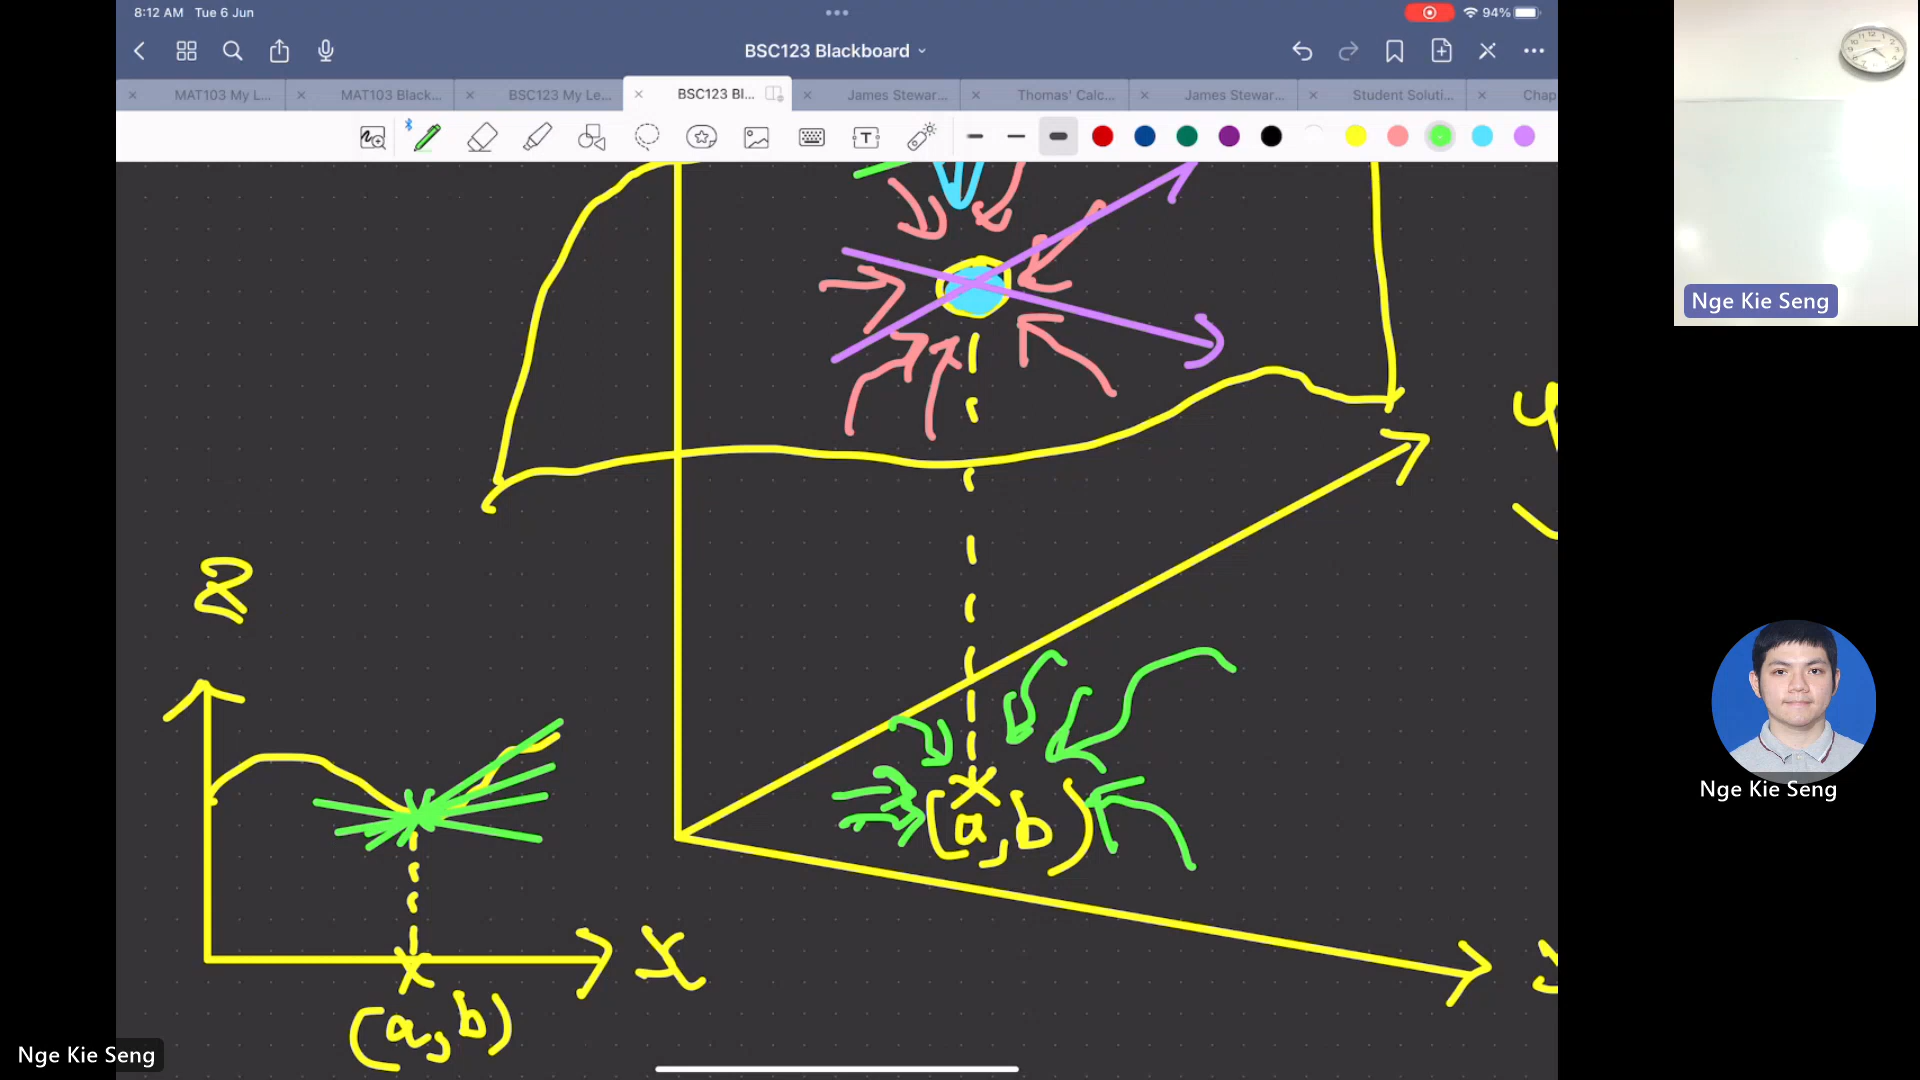 8:12 AM Tue 6 Jun
94%
BSC123 Blackboard
MAT103 My L...
MAT103 Black...
BSC123 My Le...
BSC123 Bl...
James Stewar...
Thomas' Calc...
James Stewar...
Student Soluti...
Chap
T
Nge Kie Seng
z
(a, b)
x
(a, b)
Nge Kie Seng
Nge Kie Seng